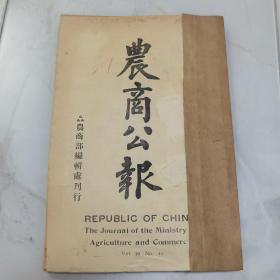 農商公報
農商部編輯處刊行
REPUBLIC OF CHIN
The Journal of the Ministry
Agriculture and Commerc